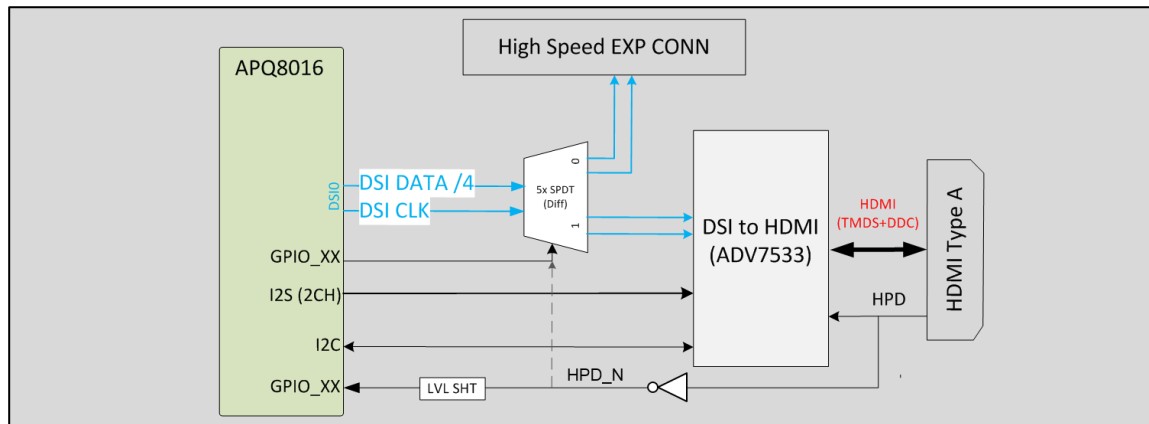 High Speed EXP CONN
APQ8016
DSI0
DSI DATA /4
DSI CLK
5x SPDT
(Diff)
0
1
DSI to HDMI
(ADV7533)
HDMI
(TMDS+DDC)
HDMI Type A
GPIO_XX
I2S (2CH)
HPD
I2C
GPIO_XX
LVL SHT
HPD_N